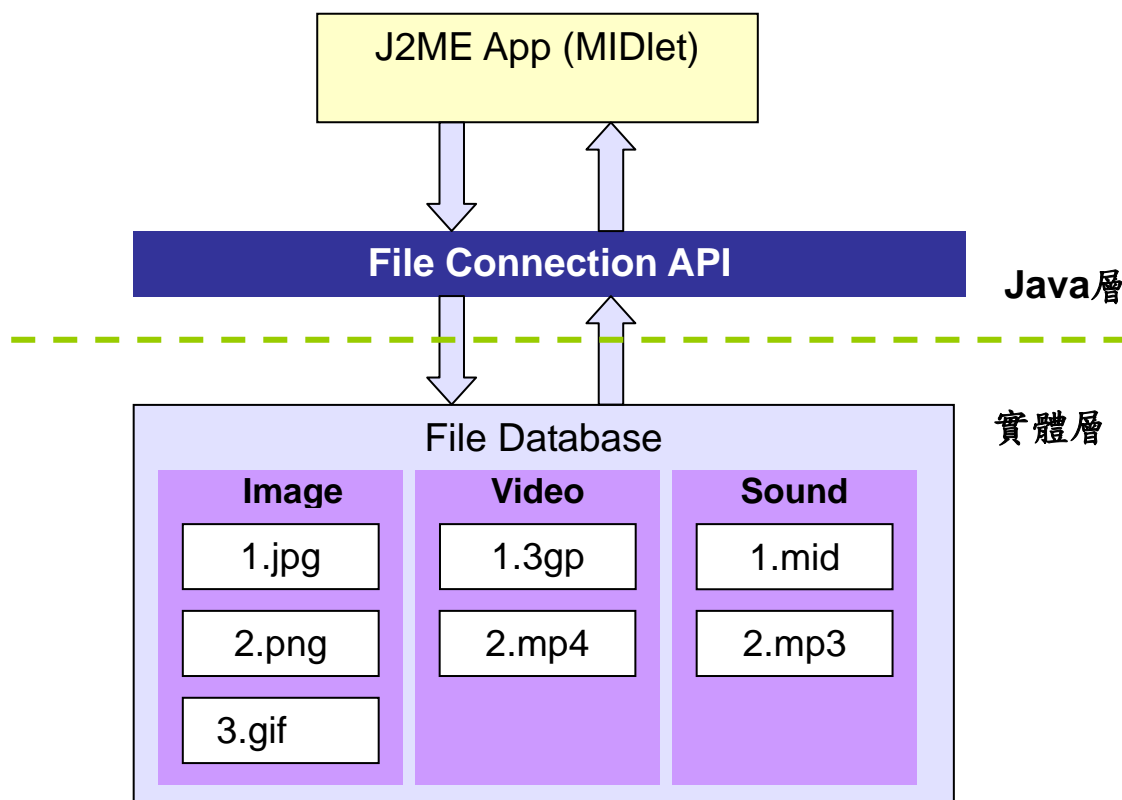 J2ME App (MIDlet)
File Connection API
Java層
實體層
File Database
Image
Video
Sound
1.jpg
1.3gp
1.mid
2.png
2.mp4
2.mp3
3.gif